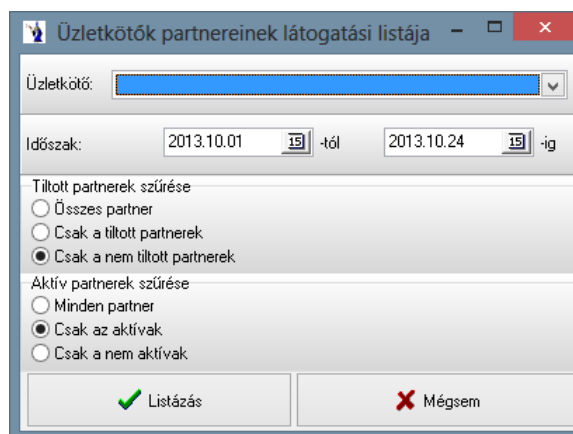 Üzletkötők partnereinek látogatási listája
Üzletkötő:
Időszak: 2013.10.01 15 -tól 2013.10.24 15 -ig
Tiltott partnerek szűrése
Összes partner
Csak a tiltott partnerek
Csak a nem tiltott partnerek
Aktív partnerek szűrése
Minden partner
Csak az aktívak
Csak a nem aktívak
Listázás Mégsem